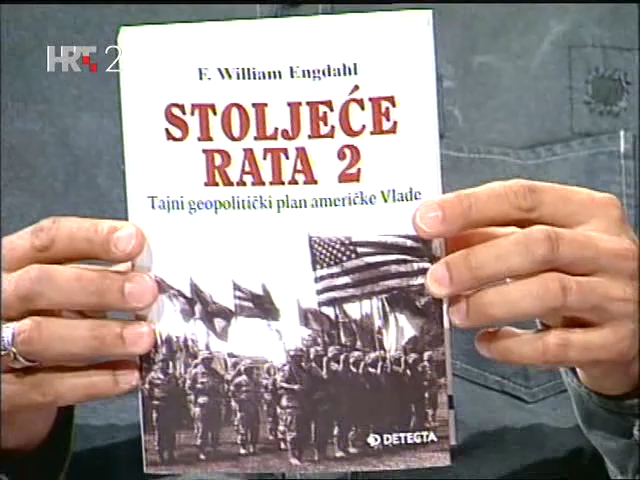 HRT 2
F. William Engdahl
STOLJEĆE
RATA 2
Tajni geopolitički plan američke Vlade
DETECTA